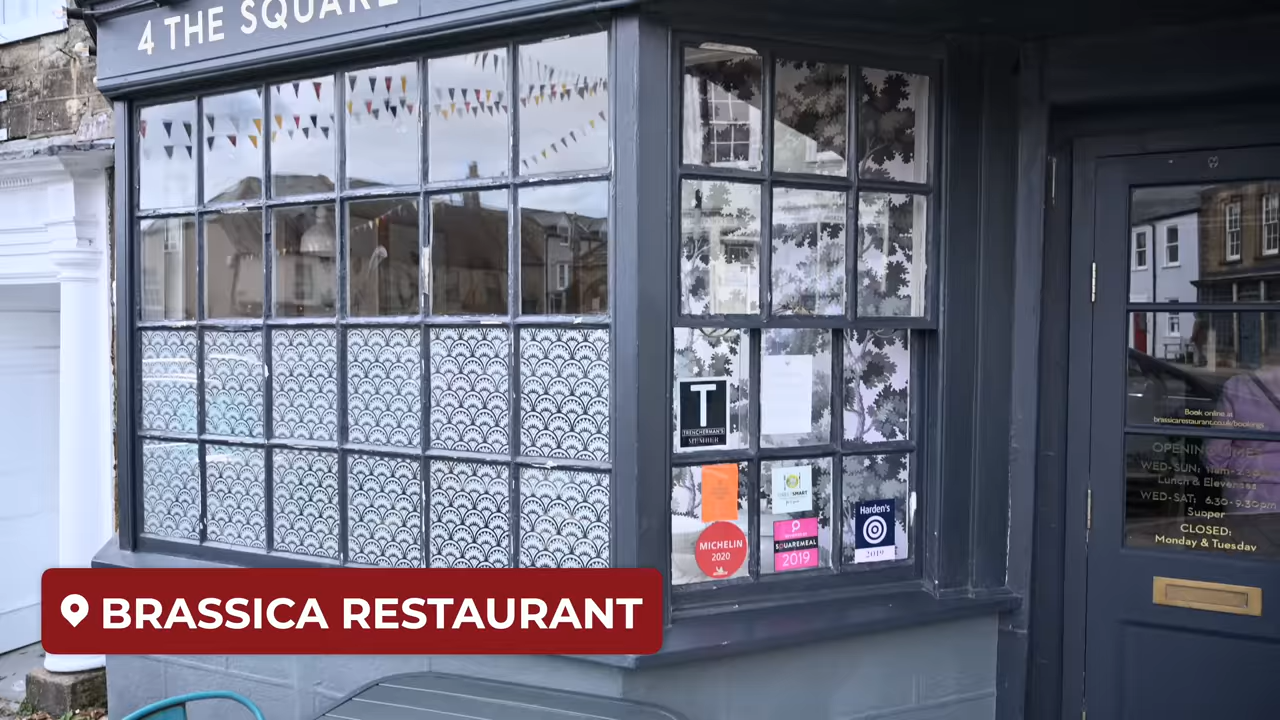 4 THE SQUARE
T
TRENCHERMAN'S
MEMBER
Harden's
2019
SQUAREMEAL
2019
MICHELIN
2020
Book online at
brassicarestaurant.co.uk/bookings
OPENING TIMES
WED-SUN:
Lunch & Elevenses
WED-SAT: 6.30-9.30pm
Supper
CLOSED:
Monday & Tuesday
BRASSICA RESTAURANT